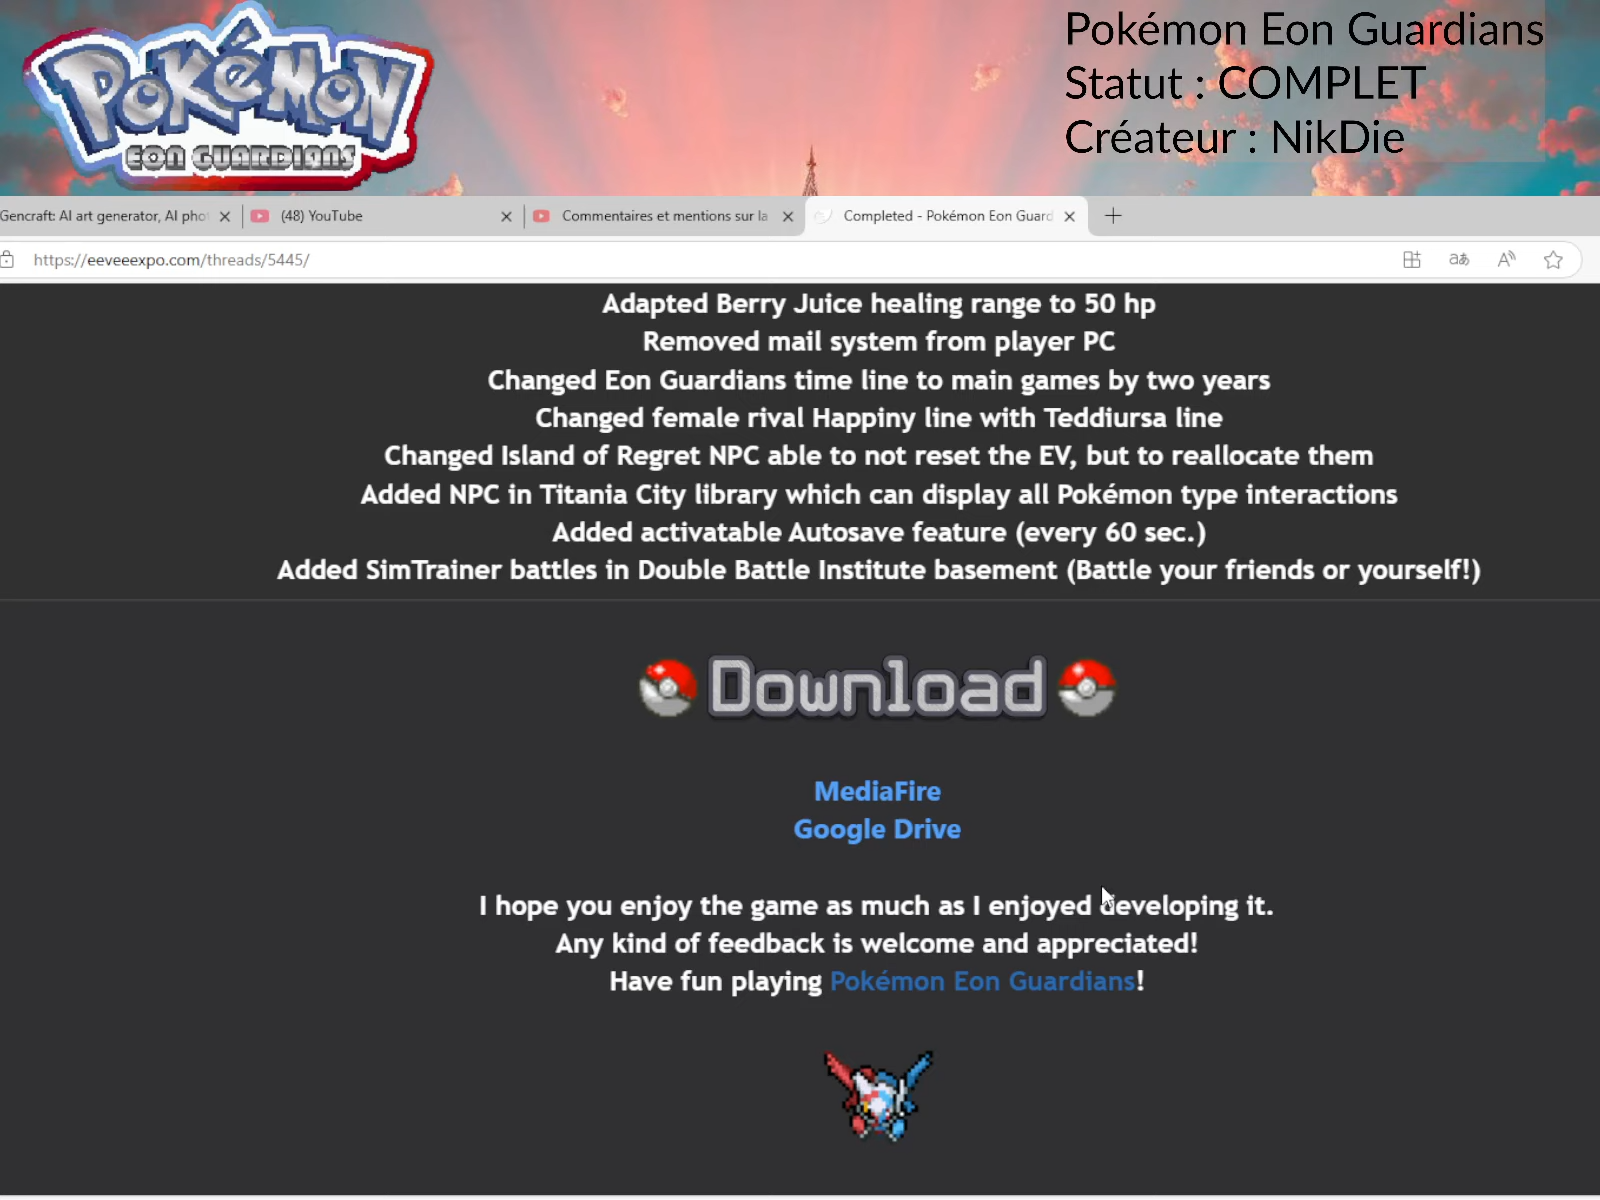 POKÉMON
EON GUARDIANS
Pokémon Eon Guardians
Statut : COMPLET
Créateur : NikDie
Gencraft: AI art generator, AI pho
(48) YouTube
Commentaires et mentions sur la
Completed - Pokémon Eon Guard
https://eeveeexpo.com/threads/5445/
Adapted Berry Juice healing range to 50 hp
Removed mail system from player PC
Changed Eon Guardians time line to main games by two years
Changed female rival Happiny line with Teddiursa line
Changed Island of Regret NPC able to not reset the EV, but to reallocate them
Added NPC in Titania City library which can display all Pokémon type interactions
Added activatable Autosave feature (every 60 sec.)
Added SimTrainer battles in Double Battle Institute basement (Battle your friends or yourself!)
Download
MediaFire
Google Drive
I hope you enjoy the game as much as I enjoyed developing it.
Any kind of feedback is welcome and appreciated!
Have fun playing Pokémon Eon Guardians!